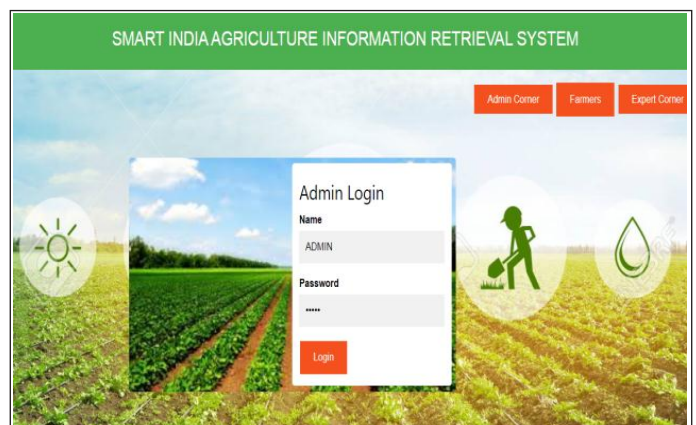 SMART INDIA AGRICULTURE INFORMATION RETRIEVAL SYSTEM
Admin Corner Farmers Expert Corner
Admin Login
Name
ADMIN
Password
•••••
Login